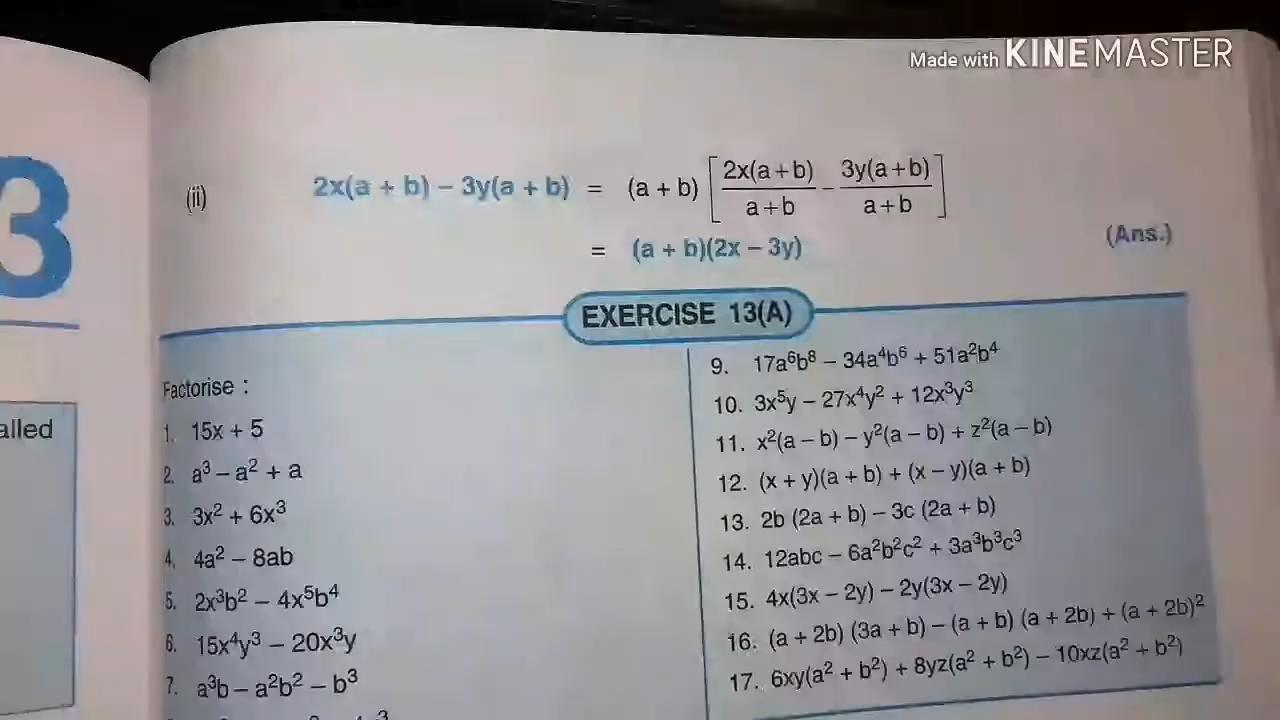 Made with KINEMASTER
3
alled
(ii) 2x(a + b) – 3y(a + b) = (a + b) [2x(a + b)/a + b – 3y(a + b)/a + b]
= (a + b)(2x – 3y) (Ans.)
EXERCISE 13(A)
Factorise :
1. 15x + 5
2. a³ – a² + a
3. 3x² + 6x³
4. 4a² – 8ab
5. 2x³b² – 4x⁵b⁴
6. 15x⁴y³ – 20x³y
7. a³b – a²b² – b³
9. 17a⁶b⁸ – 34a⁴b⁶ + 51a²b⁴
10. 3x⁵y – 27x⁴y² + 12x³y³
11. x²(a – b) – y²(a – b) + z²(a – b)
12. (x + y)(a + b) + (x – y)(a + b)
13. 2b (2a + b) – 3c (2a + b)
14. 12abc – 6a²b²c² + 3a³b³c³
15. 4x(3x – 2y) – 2y(3x – 2y)
16. (a + 2b) (3a + b) – (a + b) (a + 2b) + (a + 2b)²
17. 6xy(a² + b²) + 8yz(a² + b²) – 10xz(a² + b²)